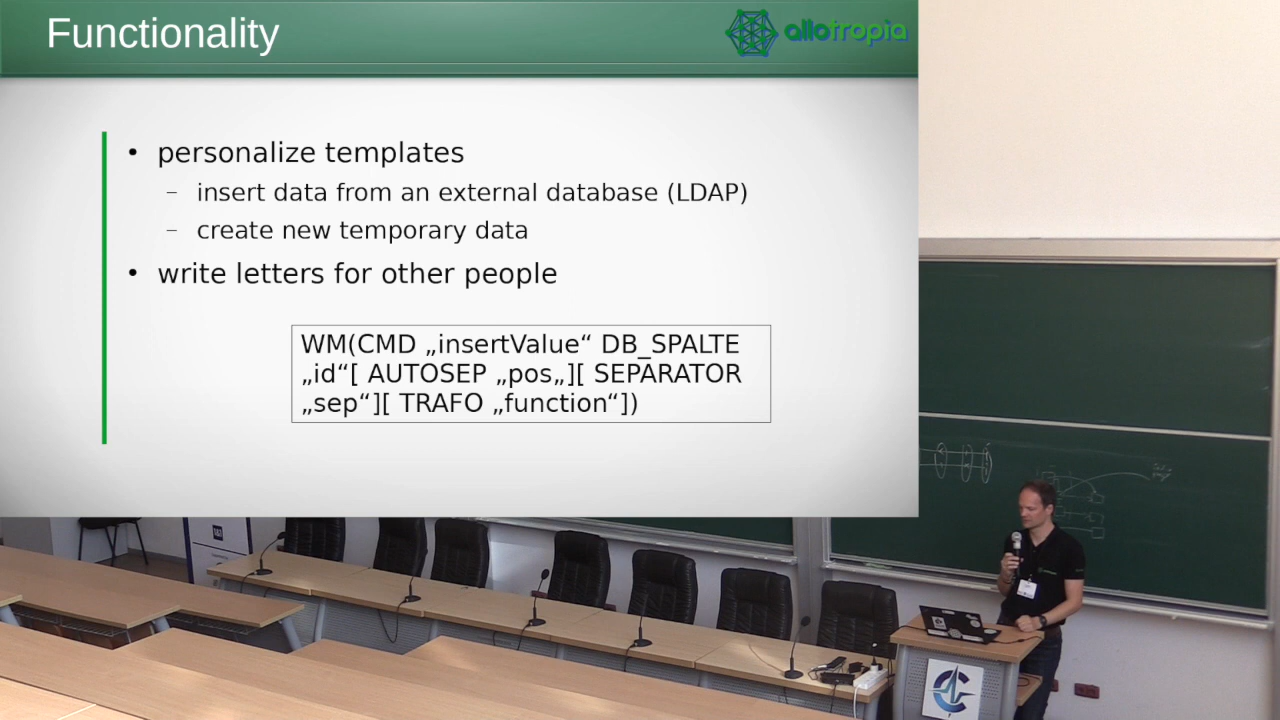 Functionality
allotropia
• personalize templates
– insert data from an external database (LDAP)
– create new temporary data
• write letters for other people
WM(CMD „insertValue“ DB_SPALTE
„id“[ AUTOSEP „pos„][ SEPARATOR
„sep“][ TRAFO „function“])